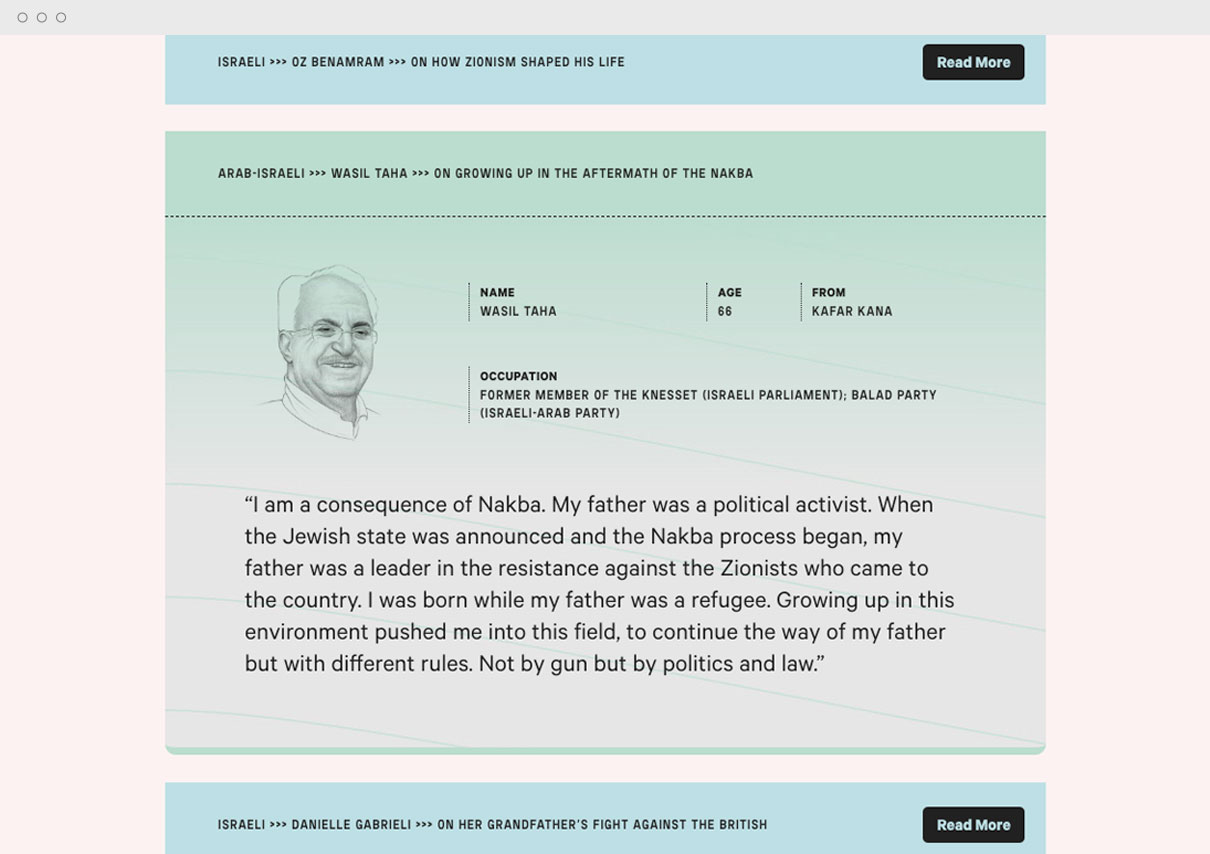 ISRAELI >>> OZ BENAMRAM >>> ON HOW ZIONISM SHAPED HIS LIFE
Read More
ARAB-ISRAELI >>> WASIL TAHA >>> ON GROWING UP IN THE AFTERMATH OF THE NAKBA
NAME
WASIL TAHA
AGE
66
FROM
KAFAR KANA
OCCUPATION
FORMER MEMBER OF THE KNESSET (ISRAELI PARLIAMENT); BALAD PARTY
(ISRAELI-ARAB PARTY)
“I am a consequence of Nakba. My father was a political activist. When
the Jewish state was announced and the Nakba process began, my
father was a leader in the resistance against the Zionists who came to
the country. I was born while my father was a refugee. Growing up in this
environment pushed me into this field, to continue the way of my father
but with different rules. Not by gun but by politics and law.”
ISRAELI >>> DANIELLE GABRIELI >>> ON HER GRANDFATHER’S FIGHT AGAINST THE BRITISH
Read More